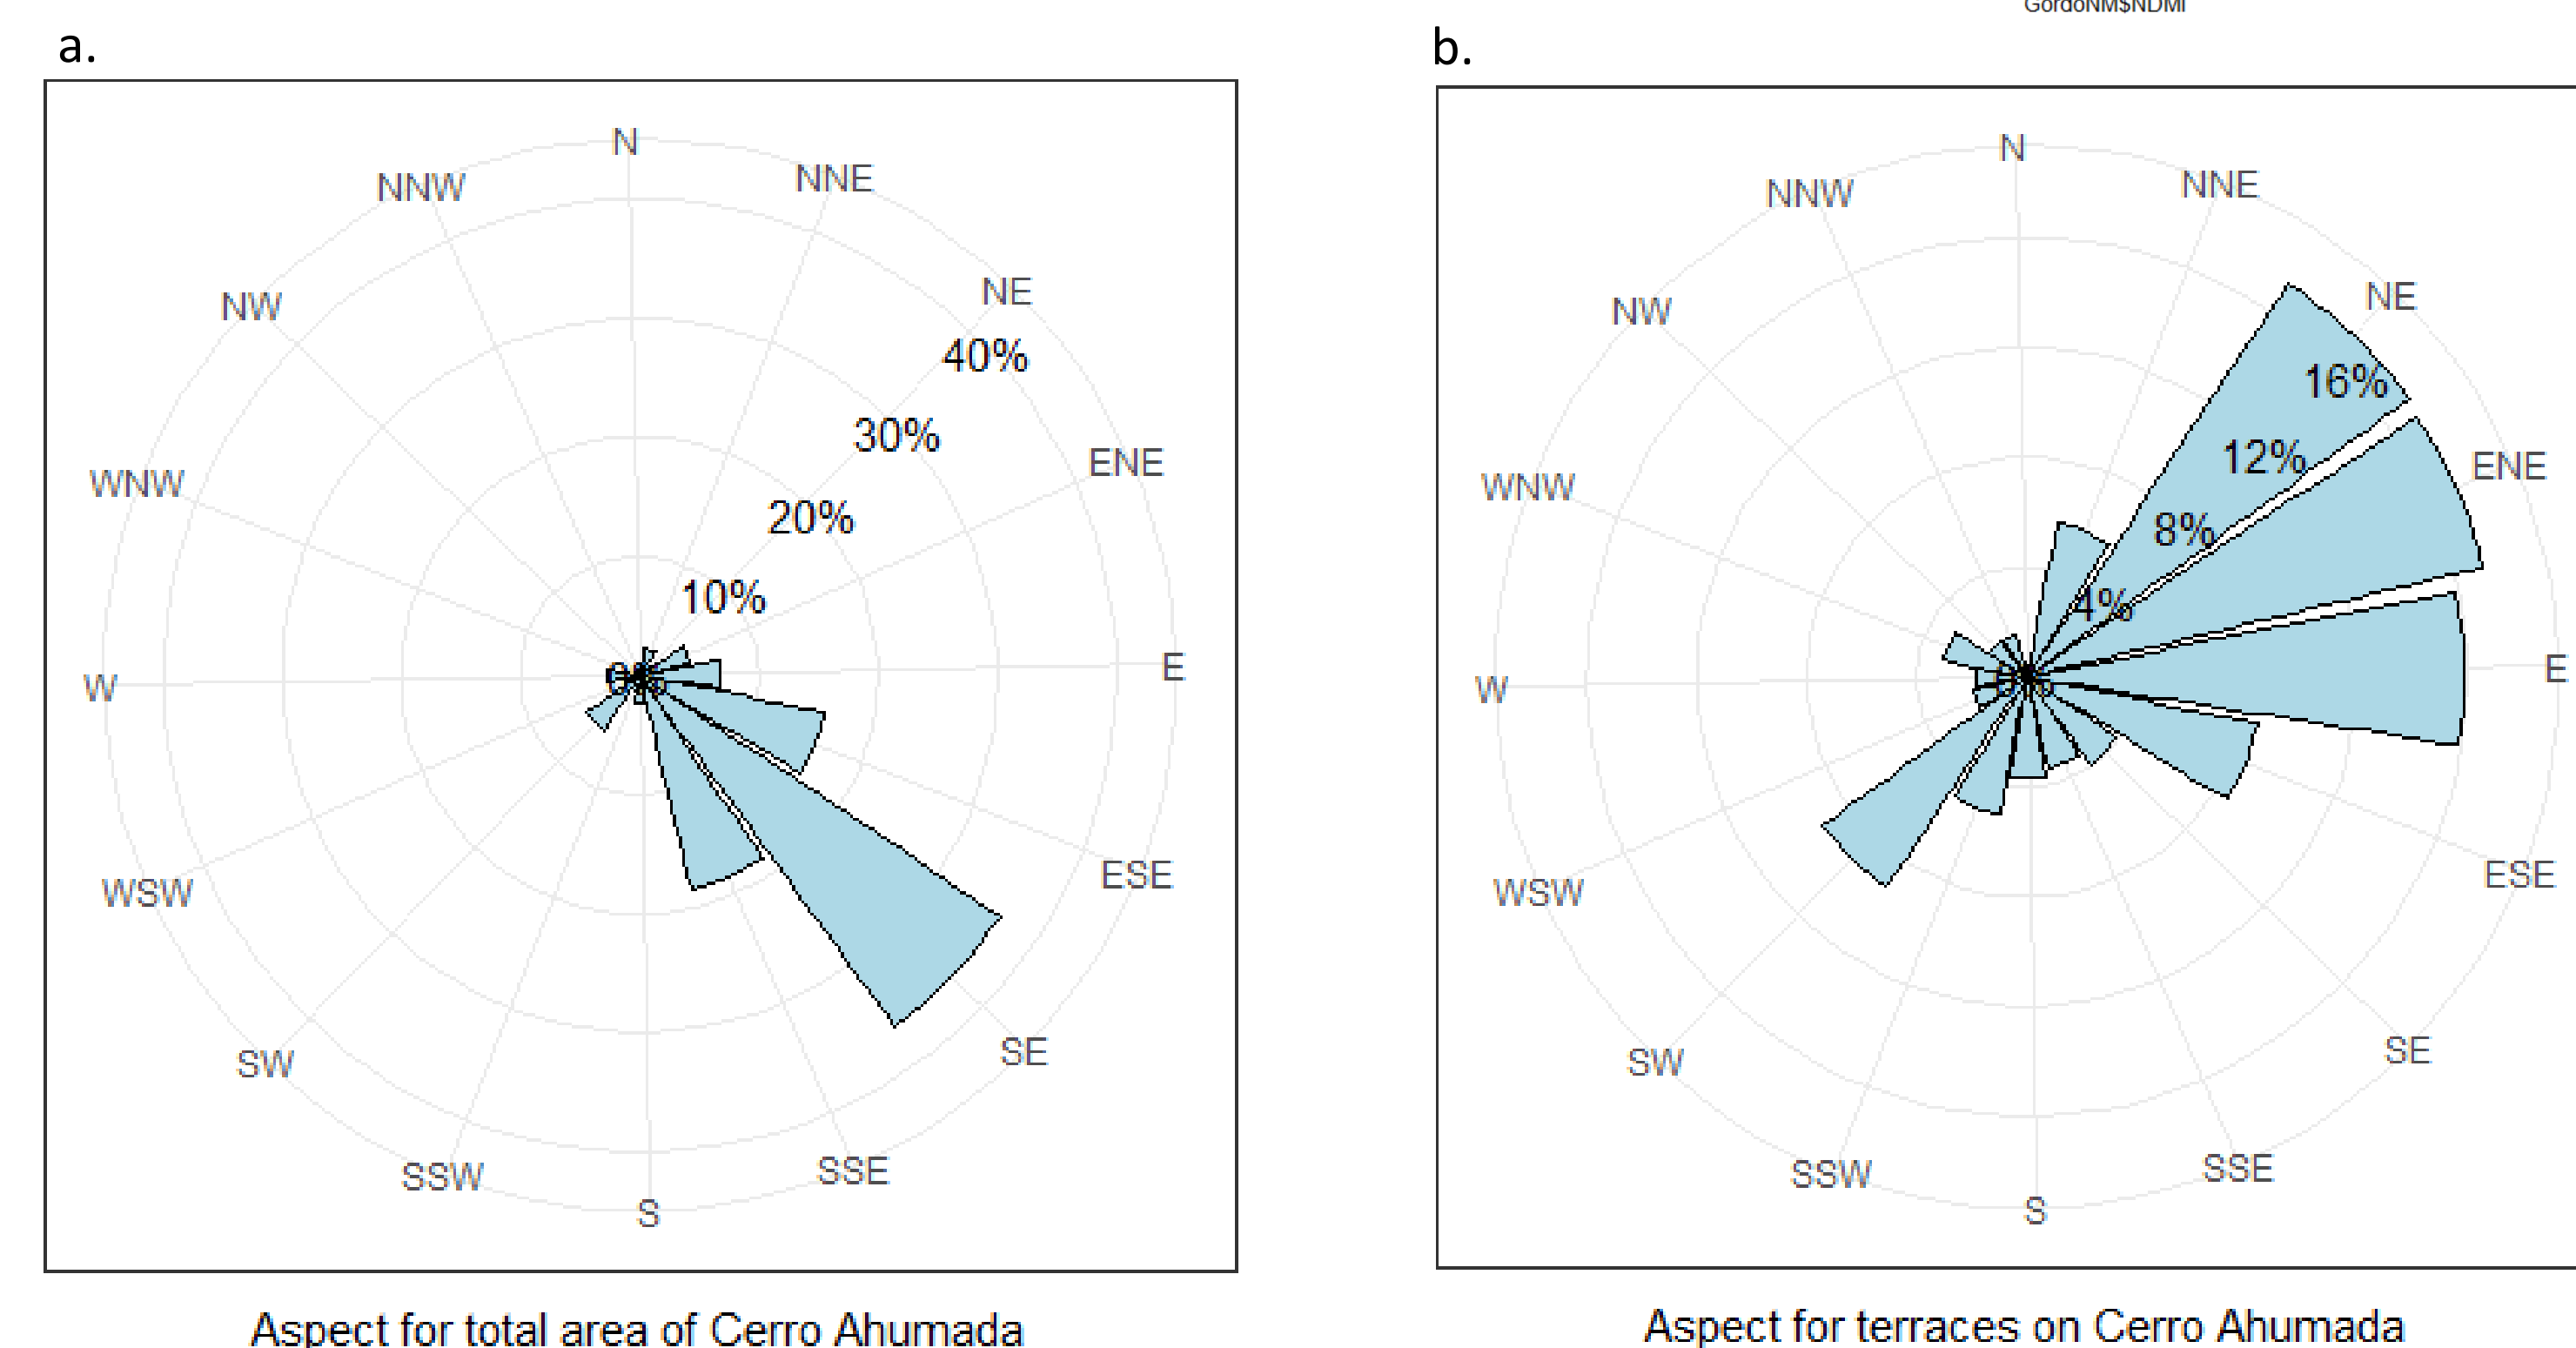 GordoNM$NDMI
a.
N
NNE
NE
ENE
E
ESE
SE
SSE
S
SSW
SW
WSW
W
WNW
NW
NNW
40%
30%
20%
10%
0%
Aspect for total area of Cerro Ahumada
b.
N
NNE
NE
ENE
E
ESE
SE
SSE
S
SSW
SW
WSW
W
WNW
NW
NNW
16%
12%
8%
4%
0%
Aspect for terraces on Cerro Ahumada